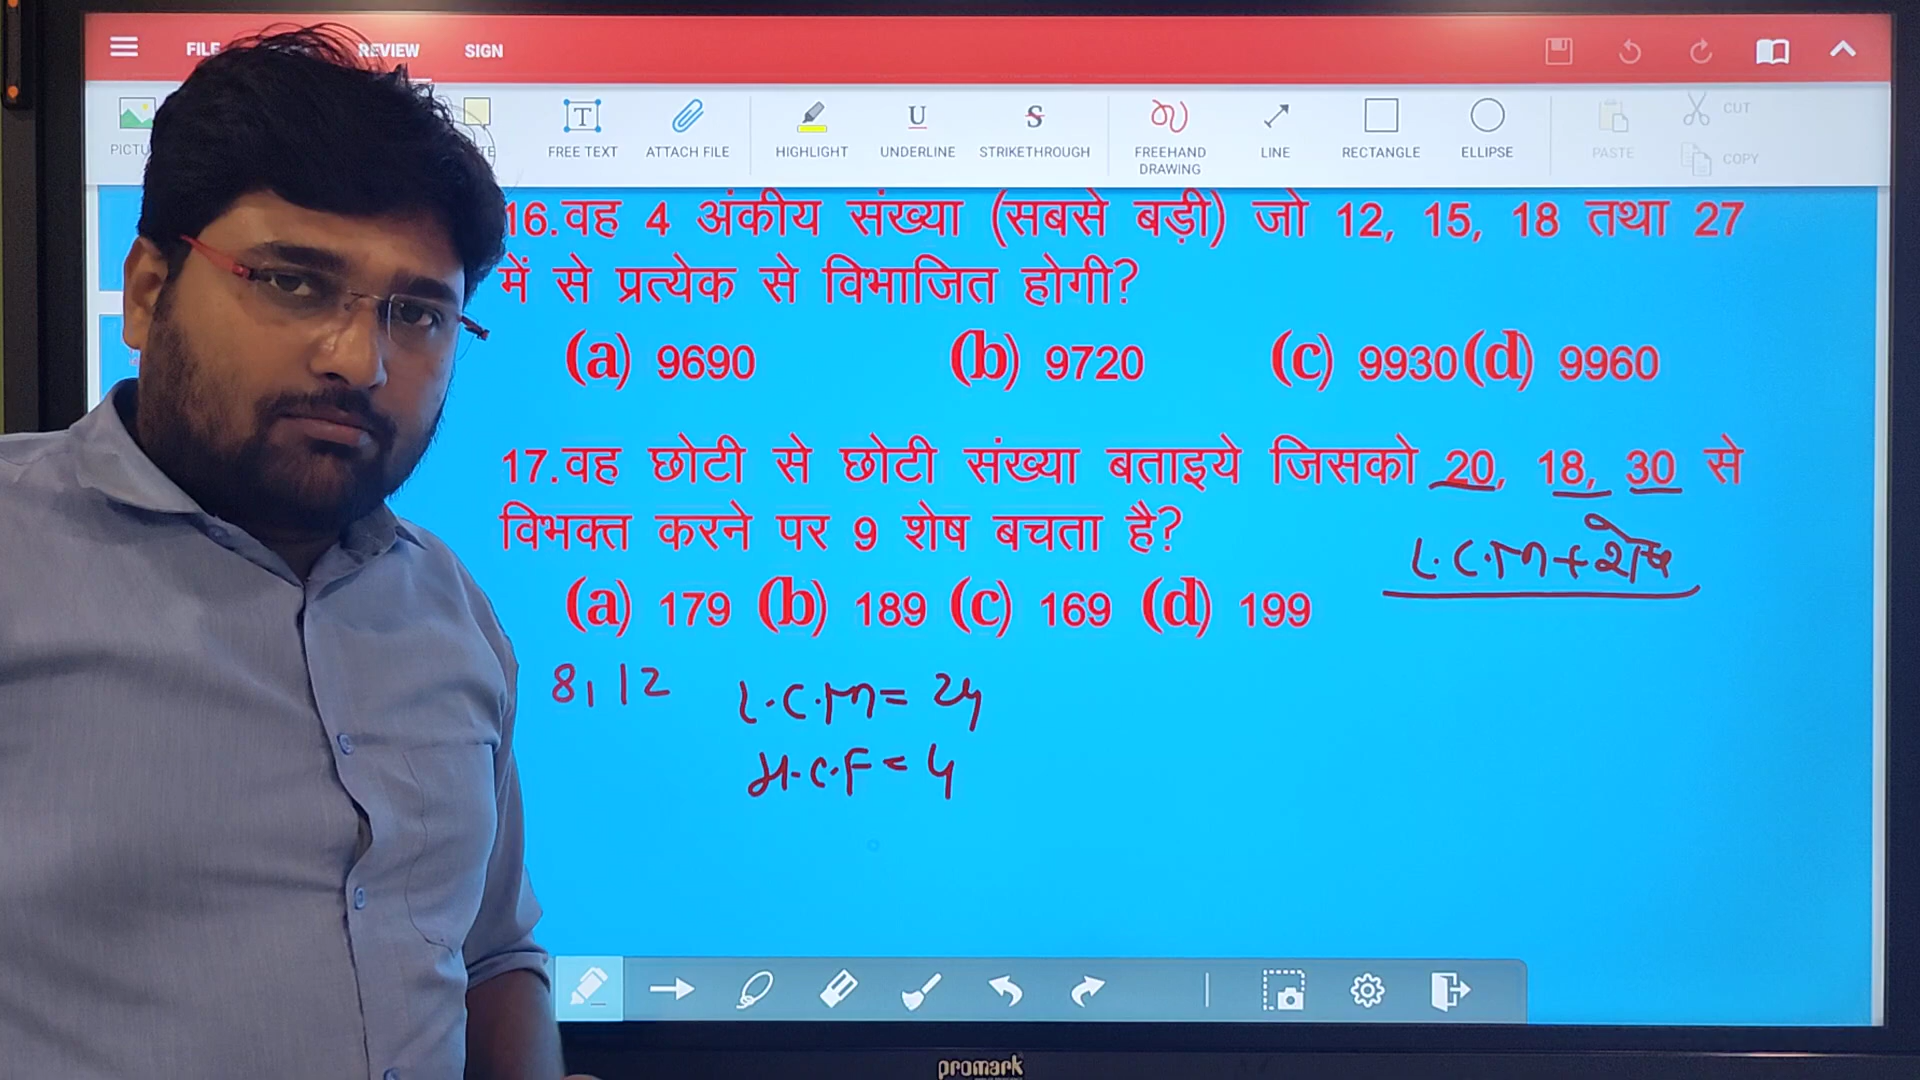 FILE REVIEW SIGN
FREE TEXT ATTACH FILE HIGHLIGHT UNDERLINE STRIKETHROUGH FREEHAND DRAWING LINE RECTANGLE ELLIPSE PASTE CUT
COPY
16.वह 4 अंकीय संख्या (सबसे बड़ी) जो 12, 15, 18 तथा 27
में से प्रत्येक से विभाजित होगी?
(a) 9690 (b) 9720 (c) 9930 (d) 9960
17.वह छोटी से छोटी संख्या बताइये जिसको 20, 18, 30 से
विभक्त करने पर 9 शेष बचता है?
L.C.M+शेष
(a) 179 (b) 189 (c) 169 (d) 199
8, 12 L.C.M = 24
H.C.F = 4
promark